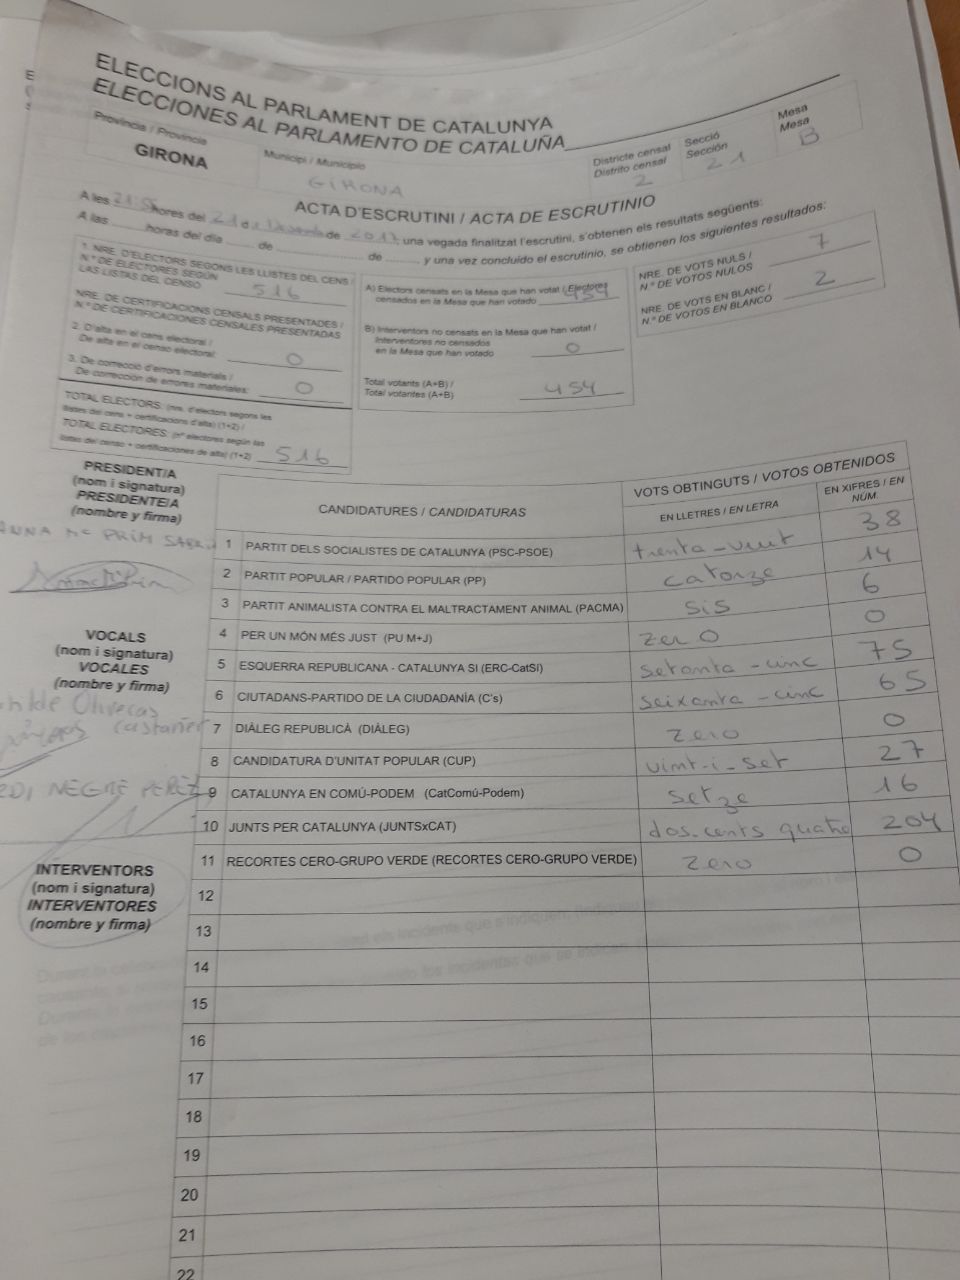 ELECCIONS AL PARLAMENT DE CATALUNYA
ELECCIONES AL PARLAMENTO DE CATALUÑA
Província / Provincia
GIRONA
Municipi / Municipio
GIRONA
Districte censal
Distrito censal
2
Secció
Sección
21
Mesa
Mesa
B
ACTA D'ESCRUTINI / ACTA DE ESCRUTINIO
A les hores del 21 d de 2017, una vegada finalitzat l'escrutini, s'obtenen els resultats següents:
A las horas del día de de y una vez concluido el escrutinio, se obtienen los siguientes resultados:
1. NRE. D'ELECTORS SEGONS LES LLISTES DEL CENS /
N.º DE ELECTORES SEGÚN
LAS LISTAS DEL CENSO
516
NRE. DE CERTIFICACIONS CENSALS PRESENTADES /
N.º DE CERTIFICACIONES CENSALES PRESENTADAS
2. D'alta en el cens electoral /
De alta en el censo electoral: 0
3. De correcció d'errors materials /
De corrección de errores materiales: 0
TOTAL ELECTORS: (nre. d'electors segons les
llistes del cens + certificacions d'alta) (1+2) /
TOTAL ELECTORES: (nº electores según las
listas del censo + certificaciones de alta) (1+2) 516
A) Electors censats en la Mesa que han votat / Electores
censados en la Mesa que han votado 454
B) Interventors no censats en la Mesa que han votat /
Interventores no censados
en la Mesa que han votado 0
Total votants (A+B) /
Total votantes (A+B) 454
NRE. DE VOTS NULS /
N.º DE VOTOS NULOS 7
NRE. DE VOTS EN BLANC /
N.º DE VOTOS EN BLANCO 2
PRESIDENT/A
(nom i signatura)
PRESIDENTE/A
(nombre y firma)
ANNA Mª PRIM
VOCALS
(nom i signatura)
VOCALES
(nombre y firma)
Oliveras
Castañer
NEGRE PEREZ
INTERVENTORS
(nom i signatura)
INTERVENTORES
(nombre y firma)
CANDIDATURES / CANDIDATURAS
VOTS OBTINGUTS / VOTOS OBTENIDOS
EN LLETRES / EN LETRA
EN XIFRES / EN NÚM.
1 PARTIT DELS SOCIALISTES DE CATALUNYA (PSC-PSOE) trenta-vuit 38
2 PARTIT POPULAR / PARTIDO POPULAR (PP) catorze 14
3 PARTIT ANIMALISTA CONTRA EL MALTRACTAMENT ANIMAL (PACMA) sis 6
4 PER UN MÓN MÉS JUST (PU M+J) zero 0
5 ESQUERRA REPUBLICANA - CATALUNYA SÍ (ERC-CatSí) setanta-cinc 75
6 CIUTADANS-PARTIDO DE LA CIUDADANÍA (C's) seixanta-cinc 65
7 DIÀLEG REPUBLICÀ (DIÀLEG) zero 0
8 CANDIDATURA D'UNITAT POPULAR (CUP) vint-i-set 27
9 CATALUNYA EN COMÚ-PODEM (CatComú-Podem) setze 16
10 JUNTS PER CATALUNYA (JUNTSxCAT) dos-cents quatre 204
11 RECORTES CERO-GRUPO VERDE (RECORTES CERO-GRUPO VERDE) zero 0
12
13
14
15
16
17
18
19
20
21
22